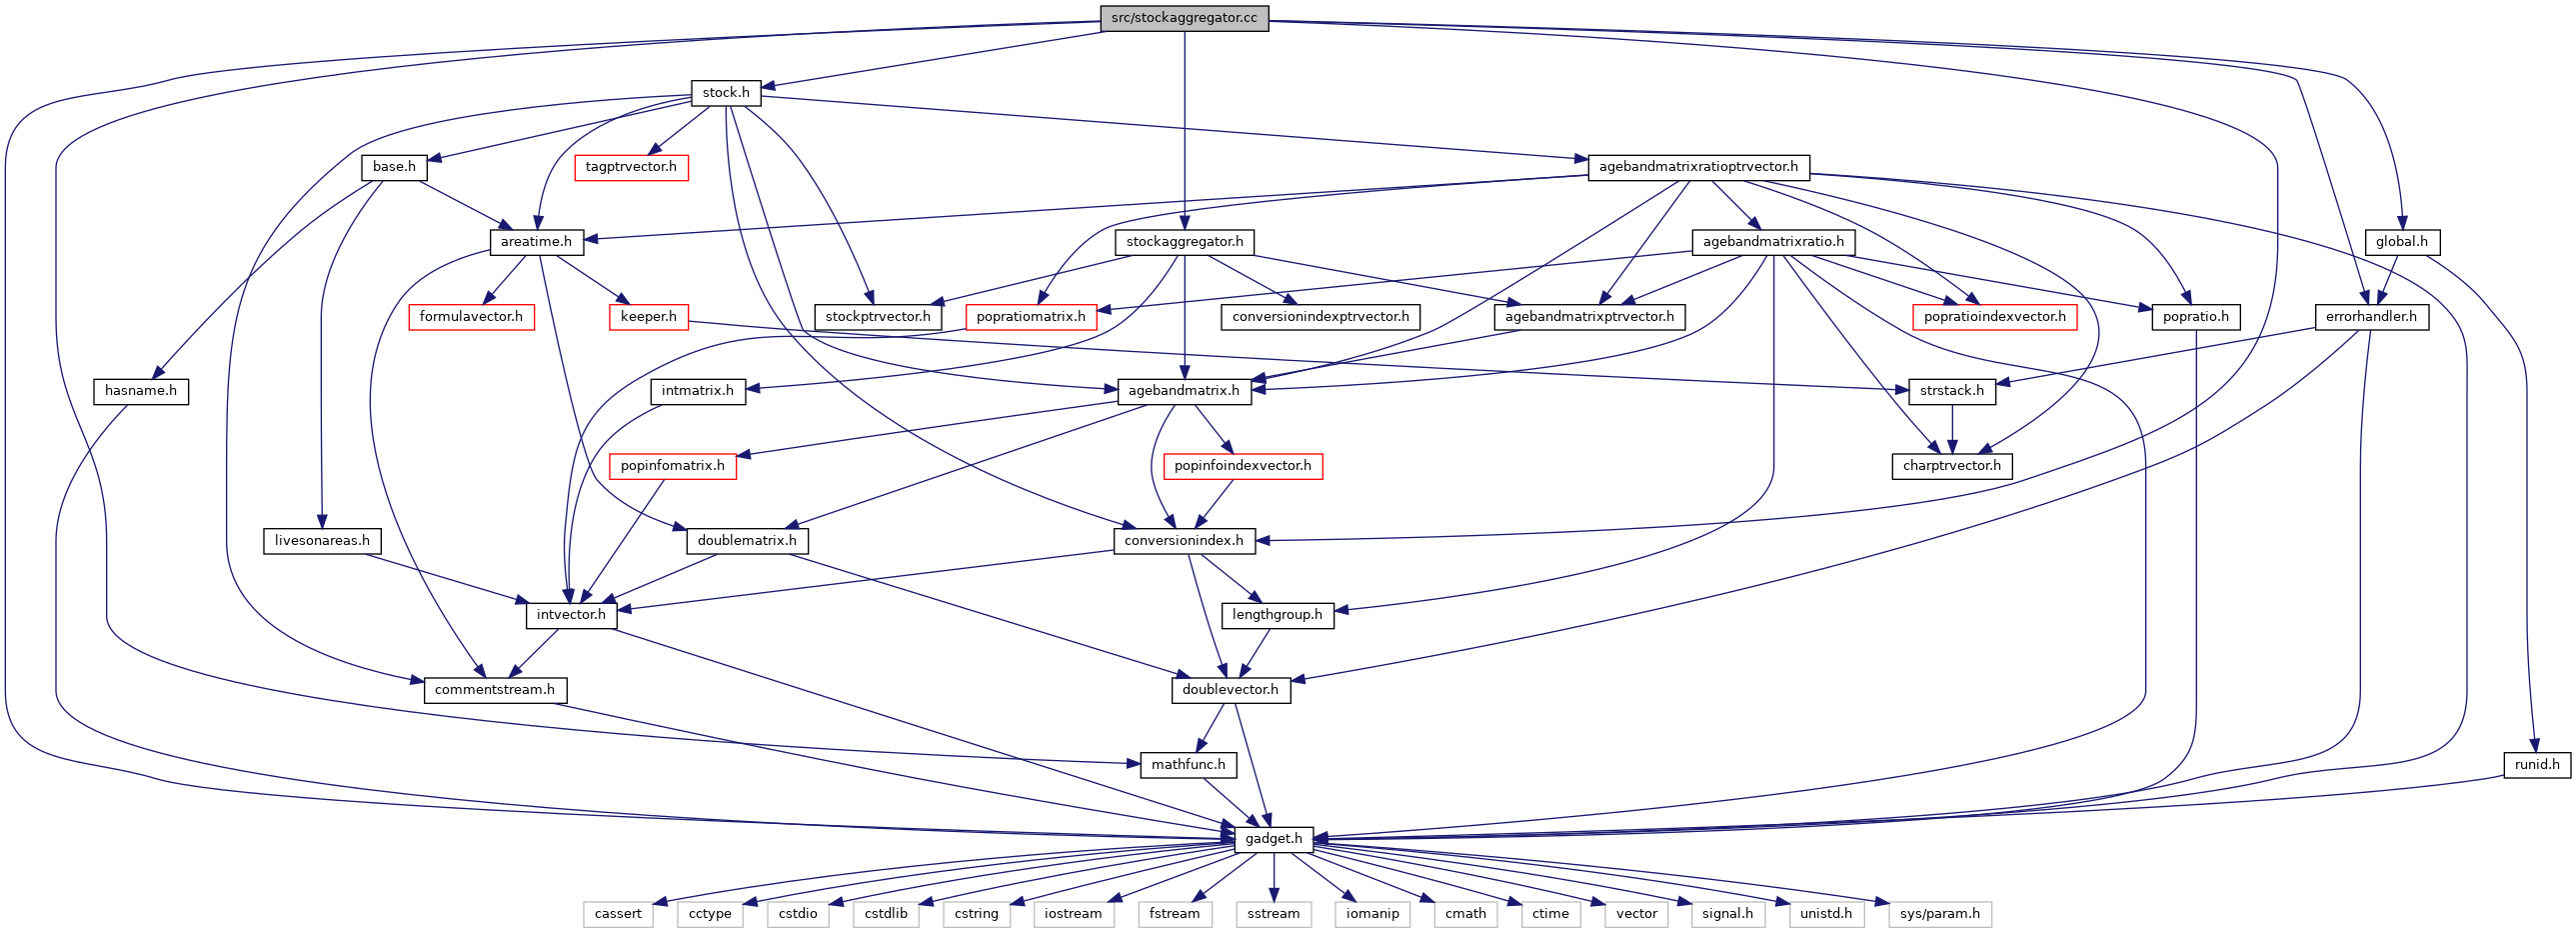 src/stockaggregator.cc
stock.h
base.h
tagptrvector.h
agebandmatrixratioptrvector.h
areatime.h
stockaggregator.h
agebandmatrixratio.h
global.h
formulavector.h
keeper.h
stockptrvector.h
popratiomatrix.h
conversionindexptrvector.h
agebandmatrixptrvector.h
popratioindexvector.h
popratio.h
errorhandler.h
hasname.h
intmatrix.h
agebandmatrix.h
strstack.h
popinfomatrix.h
popinfoindexvector.h
charptrvector.h
livesonareas.h
doublematrix.h
conversionindex.h
intvector.h
lengthgroup.h
commentstream.h
doublevector.h
mathfunc.h
runid.h
gadget.h
cassert
cctype
cstdio
cstdlib
cstring
iostream
fstream
sstream
iomanip
cmath
ctime
vector
signal.h
unistd.h
sys/param.h